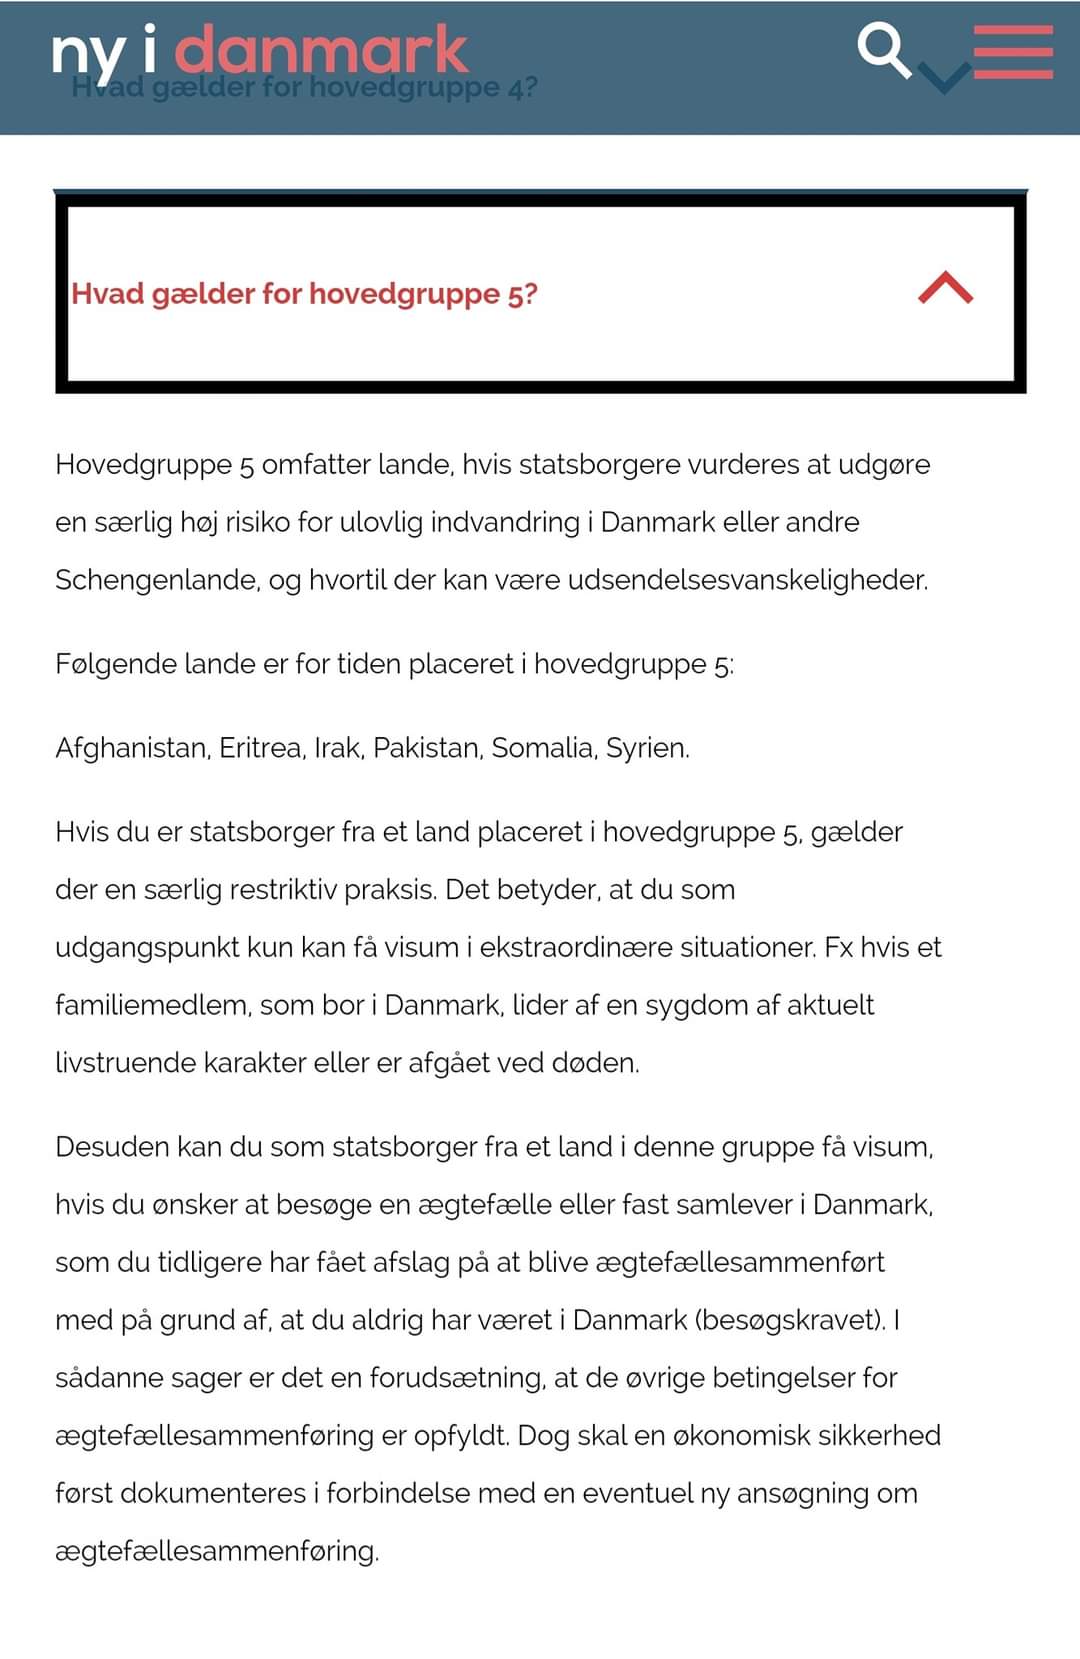 ny i danmark
Hvad gælder for hovedgruppe 4?
Hvad gælder for hovedgruppe 5?
Hovedgruppe 5 omfatter lande, hvis statsborgere vurderes at udgøre
en særlig høj risiko for ulovlig indvandring i Danmark eller andre
Schengenlande, og hvortil der kan være udsendelsesvanskeligheder.
Følgende lande er for tiden placeret i hovedgruppe 5:
Afghanistan, Eritrea, Irak, Pakistan, Somalia, Syrien.
Hvis du er statsborger fra et land placeret i hovedgruppe 5, gælder
der en særlig restriktiv praksis. Det betyder, at du som
udgangspunkt kun kan få visum i ekstraordinære situationer. Fx hvis et
familiemedlem, som bor i Danmark, lider af en sygdom af aktuelt
livstruende karakter eller er afgået ved døden.
Desuden kan du som statsborger fra et land i denne gruppe få visum,
hvis du ønsker at besøge en ægtefælle eller fast samlever i Danmark,
som du tidligere har fået afslag på at blive ægtefællesammenført
med på grund af, at du aldrig har været i Danmark (besøgskravet). I
sådanne sager er det en forudsætning, at de øvrige betingelser for
ægtefællesammenføring er opfyldt. Dog skal en økonomisk sikkerhed
først dokumenteres i forbindelse med en eventuel ny ansøgning om
ægtefællesammenføring.